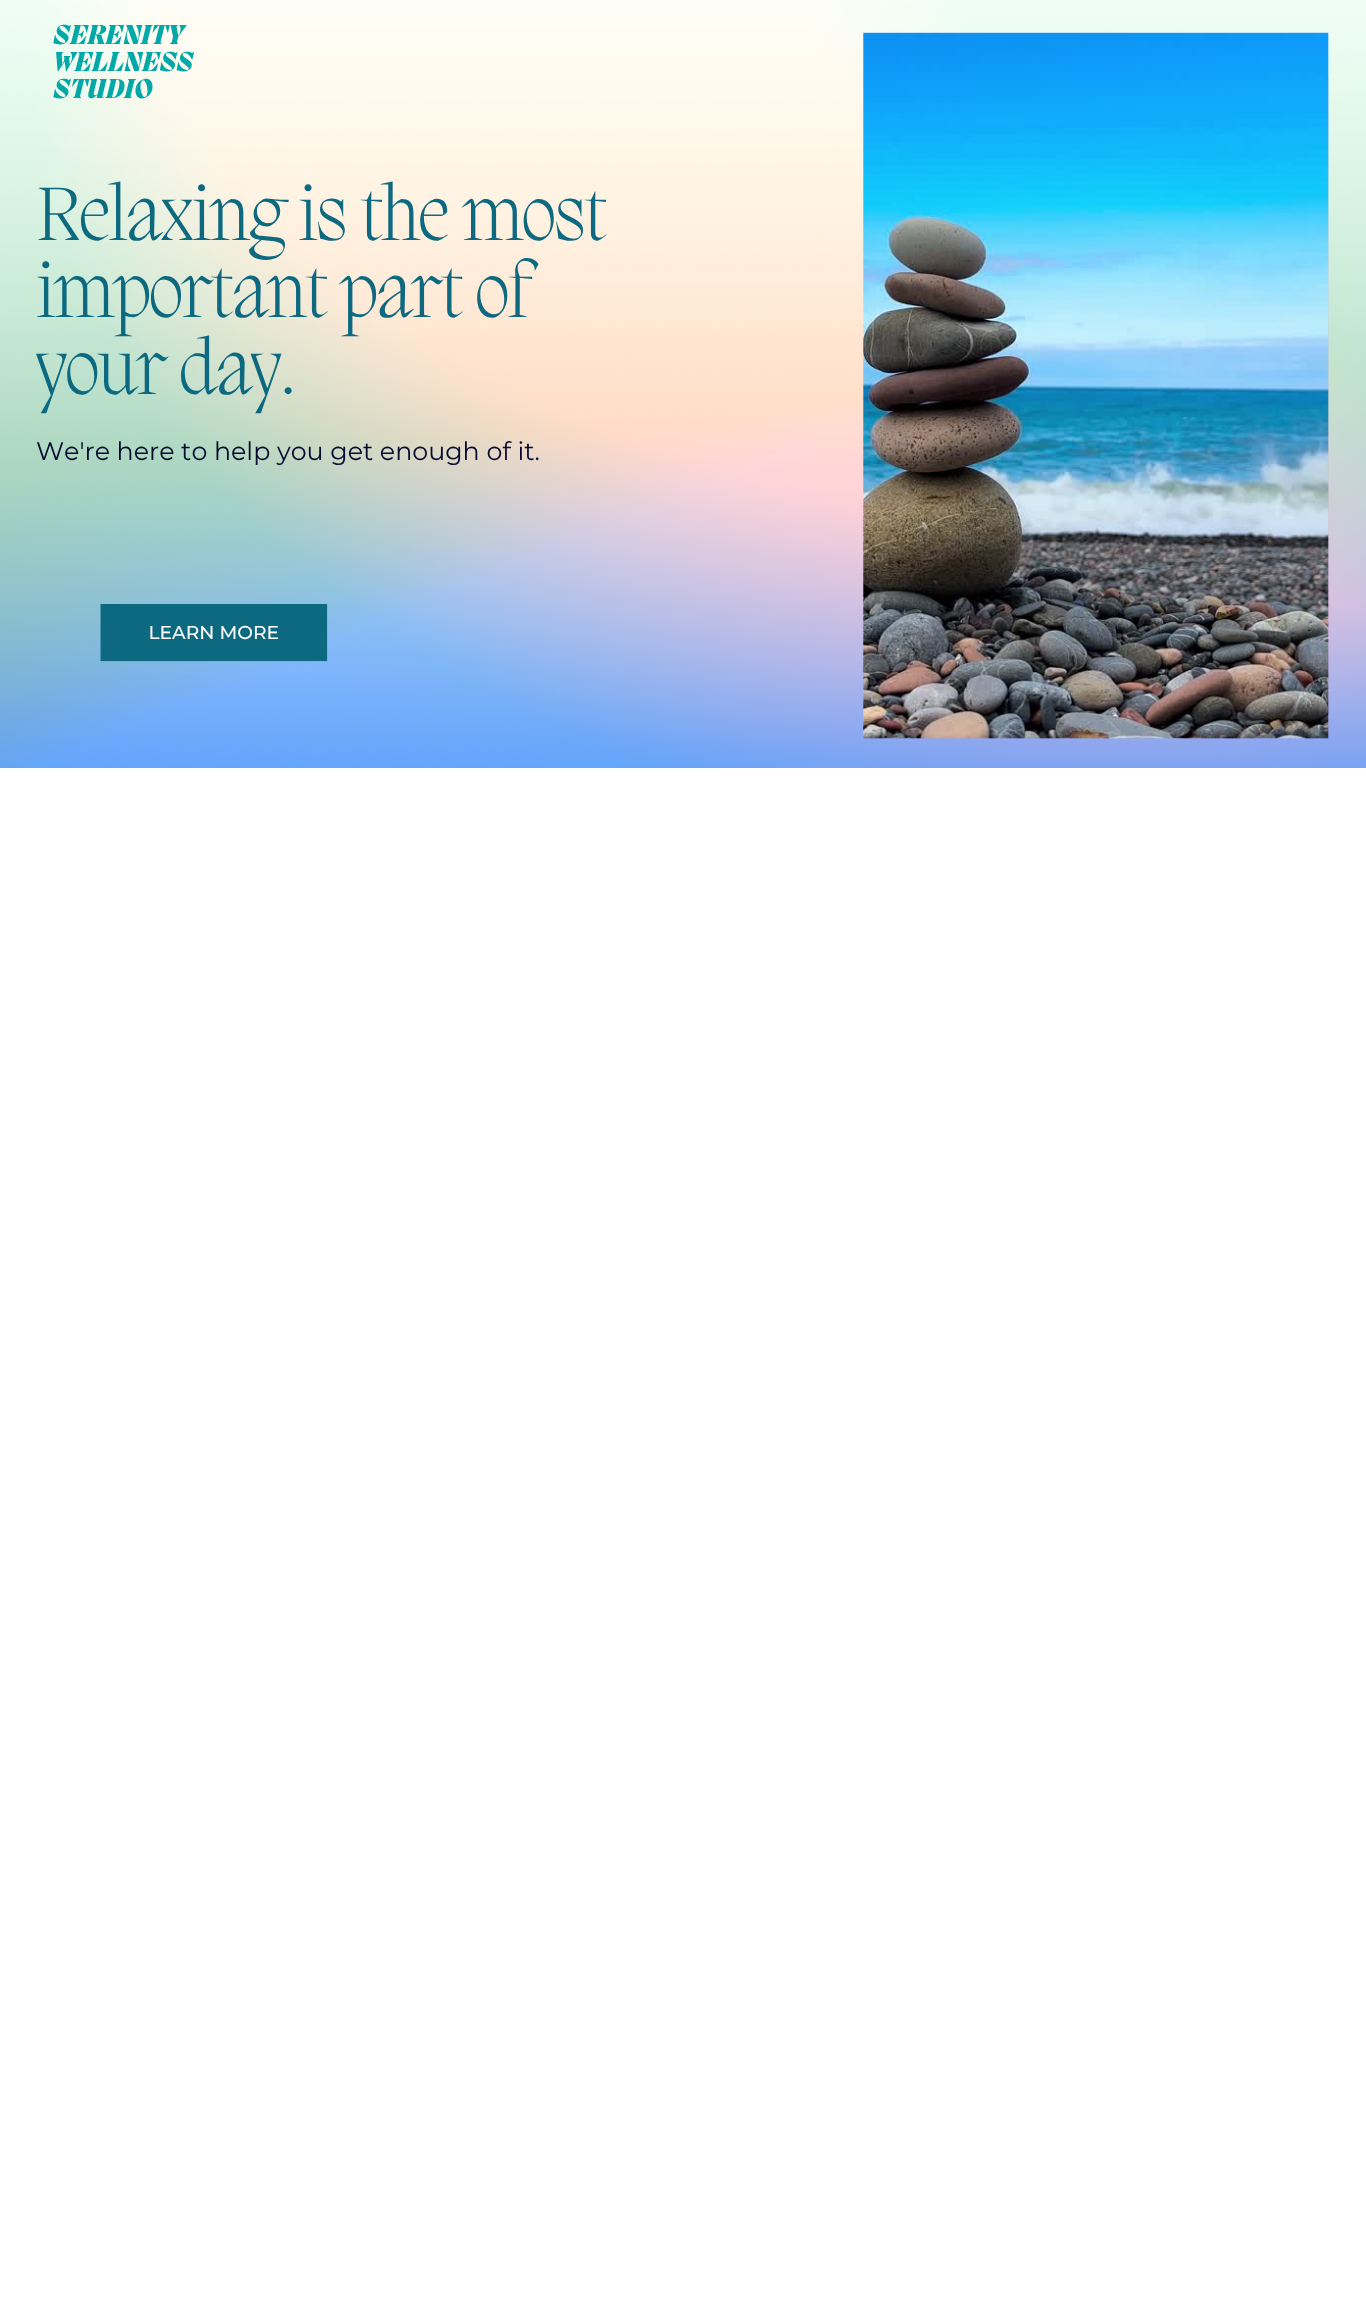 SERENITY
WELLNESS
STUDIO
Relaxing is the most
important part of
your day.
We're here to help you get enough of it.
LEARN MORE